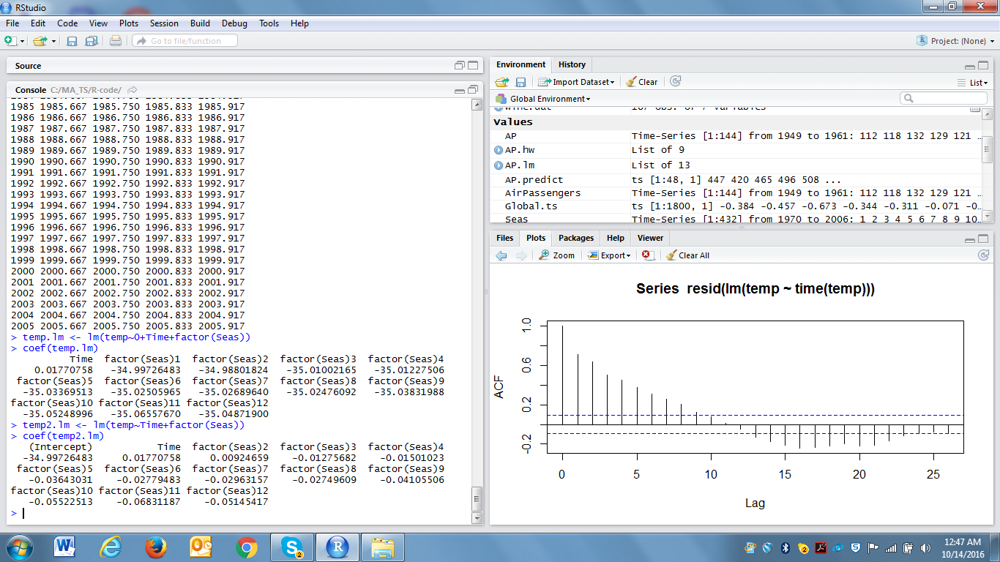 RStudio
File Edit Code View Plots Session Build Debug Tools Help
Go to file/function
Project: (None)
Source
Console C:/MA_TS/R-code/
1985 1985.667 1985.750 1985.833 1985.917
1986 1986.667 1986.750 1986.833 1986.917
1987 1987.667 1987.750 1987.833 1987.917
1988 1988.667 1988.750 1988.833 1988.917
1989 1989.667 1989.750 1989.833 1989.917
1990 1990.667 1990.750 1990.833 1990.917
1991 1991.667 1991.750 1991.833 1991.917
1992 1992.667 1992.750 1992.833 1992.917
1993 1993.667 1993.750 1993.833 1993.917
1994 1994.667 1994.750 1994.833 1994.917
1995 1995.667 1995.750 1995.833 1995.917
1996 1996.667 1996.750 1996.833 1996.917
1997 1997.667 1997.750 1997.833 1997.917
1998 1998.667 1998.750 1998.833 1998.917
1999 1999.667 1999.750 1999.833 1999.917
2000 2000.667 2000.750 2000.833 2000.917
2001 2001.667 2001.750 2001.833 2001.917
2002 2002.667 2002.750 2002.833 2002.917
2003 2003.667 2003.750 2003.833 2003.917
2004 2004.667 2004.750 2004.833 2004.917
2005 2005.667 2005.750 2005.833 2005.917
> temp.lm <- lm(temp~0+Time+factor(Seas))
> coef(temp.lm)
Time factor(Seas)1 factor(Seas)2 factor(Seas)3 factor(Seas)4
0.01770758 -34.99726483 -34.98801824 -35.01002165 -35.01227506
factor(Seas)5 factor(Seas)6 factor(Seas)7 factor(Seas)8 factor(Seas)9
-35.03369513 -35.02505965 -35.02689640 -35.02476092 -35.03831988
factor(Seas)10 factor(Seas)11 factor(Seas)12
-35.05248996 -35.06557670 -35.04871900
> temp2.lm <- lm(temp~Time+factor(Seas))
> coef(temp2.lm)
(Intercept) Time factor(Seas)2 factor(Seas)3 factor(Seas)4
-34.99726483 0.01770758 0.00924659 -0.01275682 -0.01501023
factor(Seas)5 factor(Seas)6 factor(Seas)7 factor(Seas)8 factor(Seas)9
-0.03643031 -0.02779483 -0.02963157 -0.02749609 -0.04105506
factor(Seas)10 factor(Seas)11 factor(Seas)12
-0.05522513 -0.06831187 -0.05145417
>
Environment History
Import Dataset Clear
List
Global Environment
Values
AP Time-Series [1:144] from 1949 to 1961: 112 118 132 129 121 …
AP.hw List of 9
AP.lm List of 13
AP.predict ts [1:48, 1] 447 420 465 496 508 ...
AirPassengers Time-Series [1:144] from 1949 to 1961: 112 118 132 129 121 …
Global.ts ts [1:1800, 1] -0.384 -0.457 -0.673 -0.344 -0.311 -0.071 -0…
Seas Time-Series [1:432] from 1970 to 2006: 1 2 3 4 5 6 7 8 9 10…
Files Plots Packages Help Viewer
Zoom Export Clear All
Series resid(lm(temp ~ time(temp)))
ACF
1.0
0.6
0.2
-0.2
0 5 10 15 20 25
Lag
12:47 AM
10/14/2016